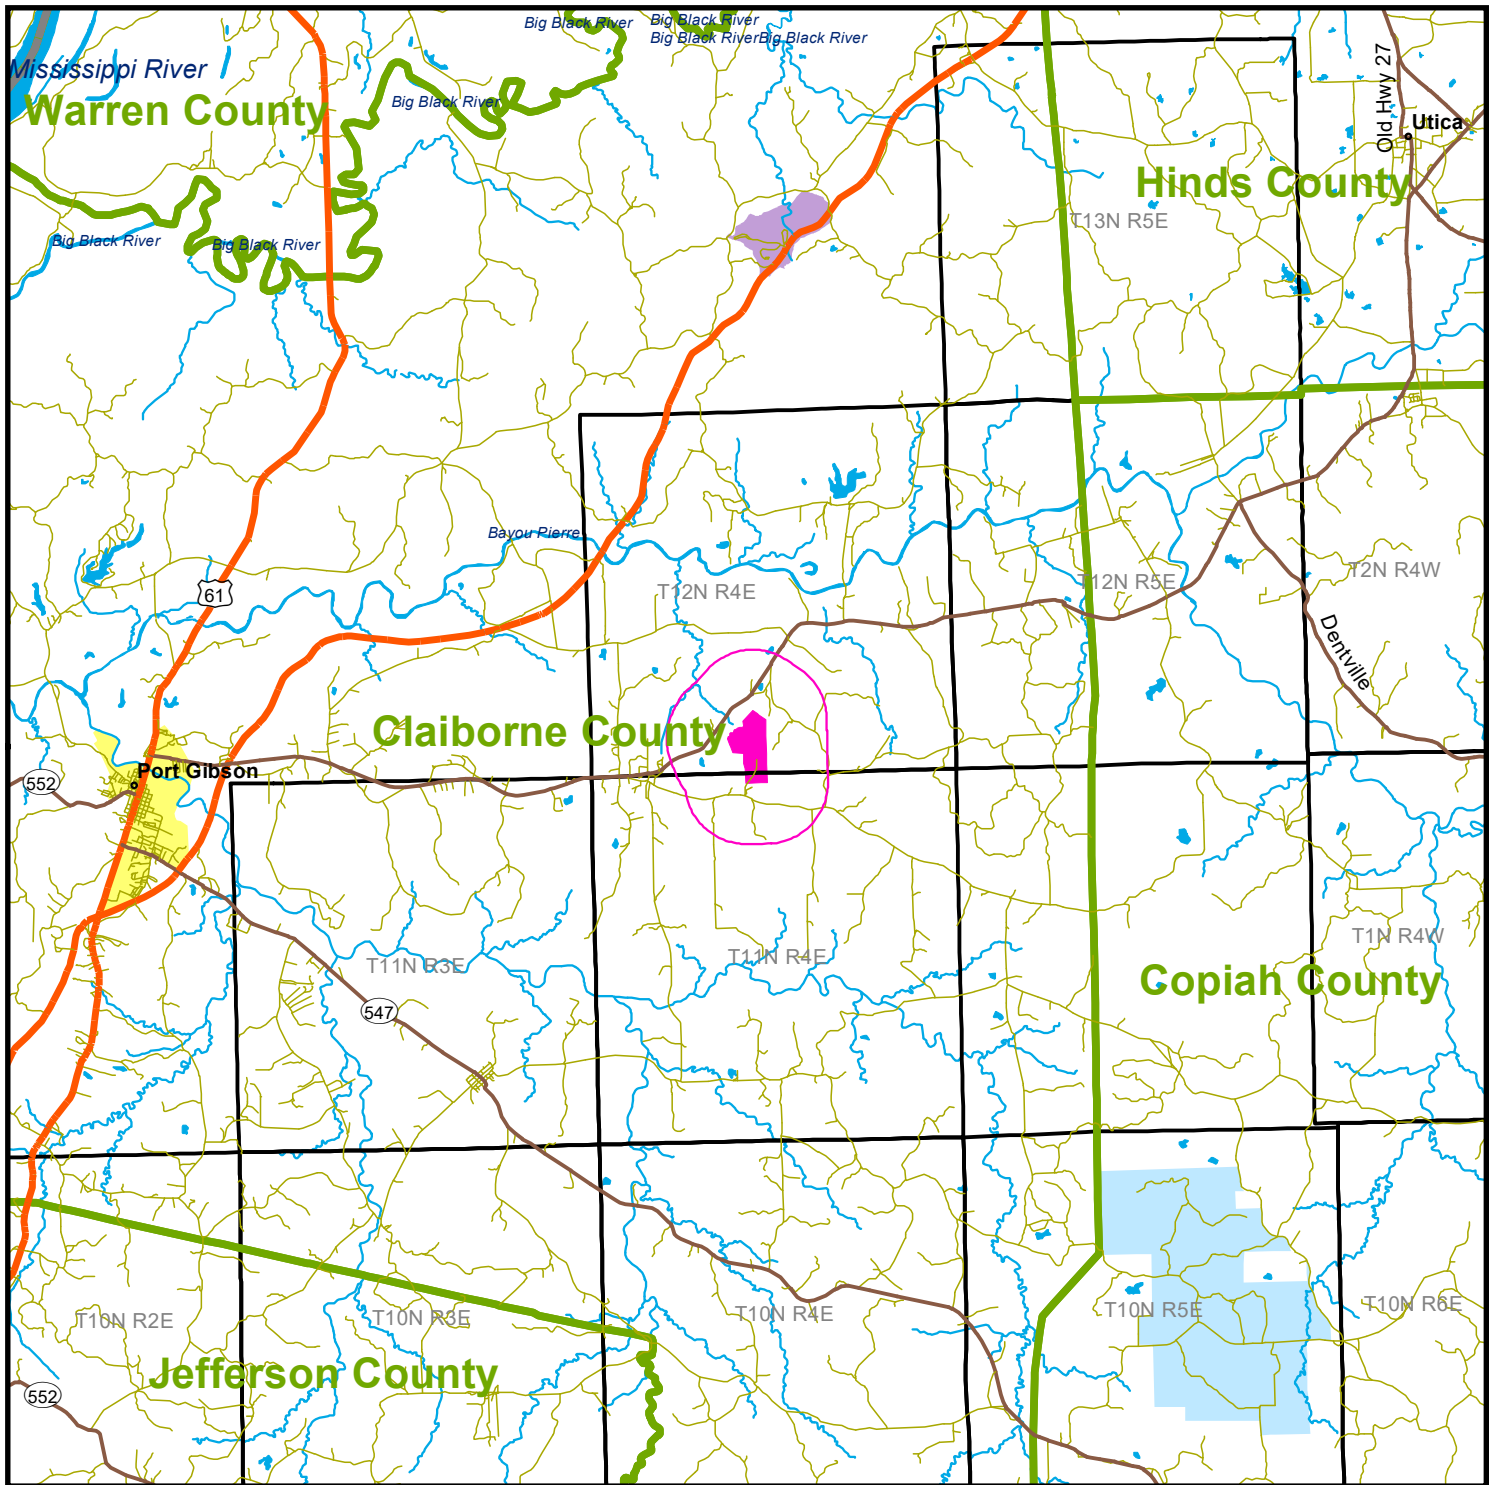 Big Black River
Big Black River
Big Black River
Big Black River
Mississippi River
Big Black River
Warren County
Old Hwy 27
Utica
Hinds County
T13N R5E
Big Black River
Big Black River
Bayou Pierre
T12N R4E
T12N R5E
T2N R4W
61
Dentville
Claiborne County
Port Gibson
552
T11N R3E
T11N R4E
T1N R4W
Copiah County
547
T10N R2E
T10N R3E
T10N R4E
T10N R5E
T10N R6E
Jefferson County
552